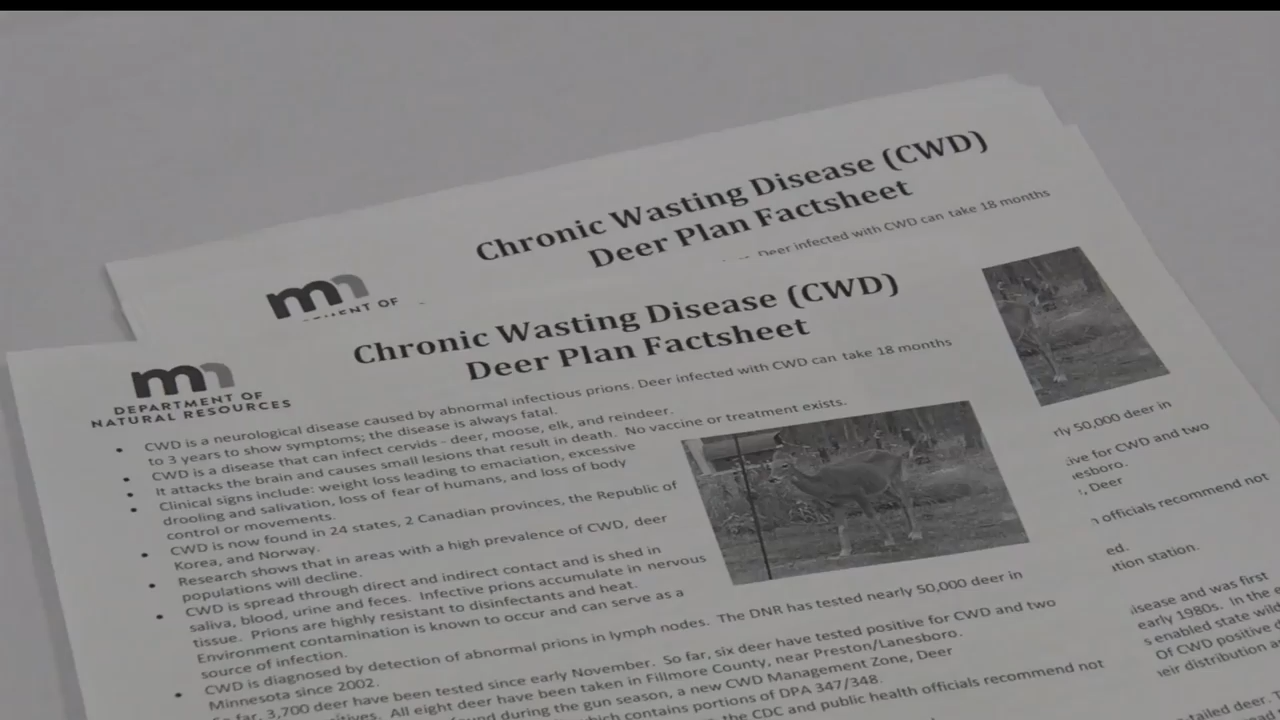 Chronic Wasting Disease (CWD)
Deer Plan Factsheet
Deer infected with CWD can take 18 months
mn
MENT OF
mn
DEPARTMENT OF
NATURAL RESOURCES
Chronic Wasting Disease (CWD)
Deer Plan Factsheet
• CWD is a neurological disease caused by abnormal infectious prions. Deer infected with CWD can take 18 months
to 3 years to show symptoms; the disease is always fatal.
• CWD is a disease that can infect cervids - deer, moose, elk, and reindeer.
• It attacks the brain and causes small lesions that result in death. No vaccine or treatment exists.
• Clinical signs include: weight loss leading to emaciation, excessive
drooling and salivation, loss of fear of humans, and loss of body
control or movements.
• CWD is now found in 24 states, 2 Canadian provinces, the Republic of
Korea, and Norway.
• Research shows that in areas with a high prevalence of CWD, deer
populations will decline.
• CWD is spread through direct and indirect contact and is shed in
saliva, blood, urine and feces. Infective prions accumulate in nervous
tissue. Prions are highly resistant to disinfectants and heat.
Environment contamination is known to occur and can serve as a
source of infection.
• CWD is diagnosed by detection of abnormal prions in lymph nodes. The DNR has tested nearly 50,000 deer in
Minnesota since 2002.
So far, 3,700 deer have been tested since early November. So far, six deer have tested positive for CWD and two
positives. All eight deer have been taken in Fillmore County, near Preston/Lanesboro.
found during the gun season, a new CWD Management Zone, Deer
which contains portions of DPA 347/348.
the CDC and public health officials recommend not
rly 50,000 deer in
ive for CWD and two
esboro.
, Deer
officials recommend not
ed.
tion station.
isease and was first
early 1980s. In the
s enabled state wild
Of CWD positive
eir distribution
tailed deer.